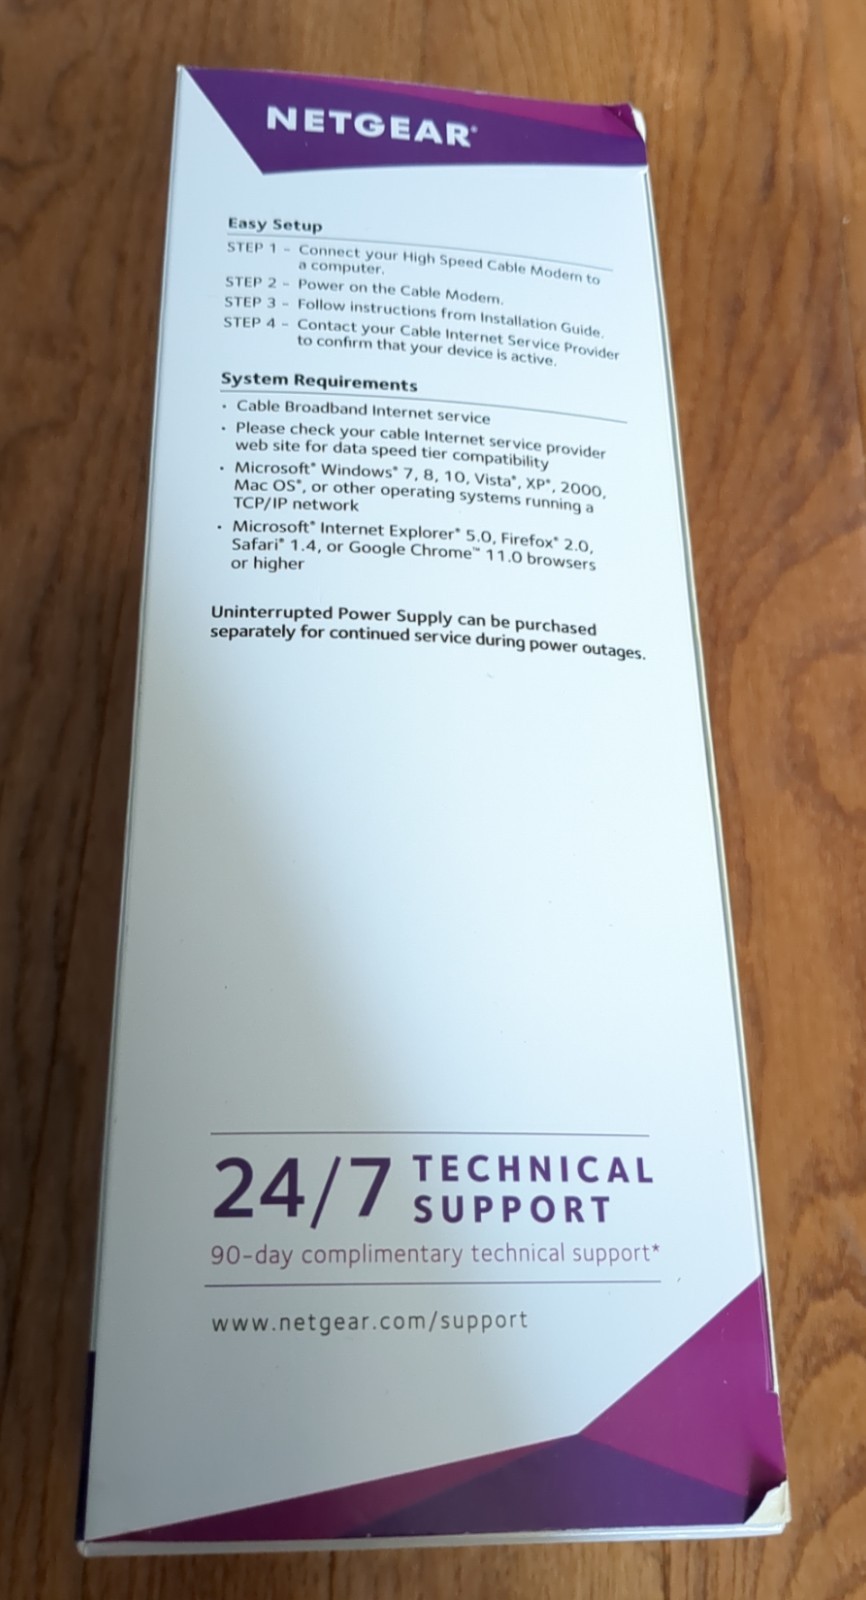 NETGEAR®
Easy Setup
STEP 1 - Connect your High Speed Cable Modem to
a computer.
STEP 2 - Power on the Cable Modem.
STEP 3 - Follow instructions from Installation Guide.
STEP 4 - Contact your Cable Internet Service Provider
to confirm that your device is active.
System Requirements
• Cable Broadband Internet service
• Please check your cable Internet service provider
web site for data speed tier compatibility
• Microsoft® Windows® 7, 8, 10, Vista®, XP®, 2000,
Mac OS®, or other operating systems running a
TCP/IP network
• Microsoft® Internet Explorer® 5.0, Firefox® 2.0,
Safari® 1.4, or Google Chrome™ 11.0 browsers
or higher
Uninterrupted Power Supply can be purchased
separately for continued service during power outages.
24/7 TECHNICAL
SUPPORT
90-day complimentary technical support*
www.netgear.com/support